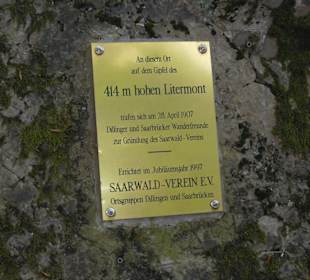 An diesem Ort
auf dem Gipfel des
414 m hohen Litermont
trafen sich am 28. April 1907
Dillinger und Saarbrücker Wanderfreunde
zur Gründung des Saarwald-Vereins
Errichtet im Jubiläumsjahr 1997
SAARWALD-VEREIN E.V.
Ortsgruppen Dillingen und Saarbrücken